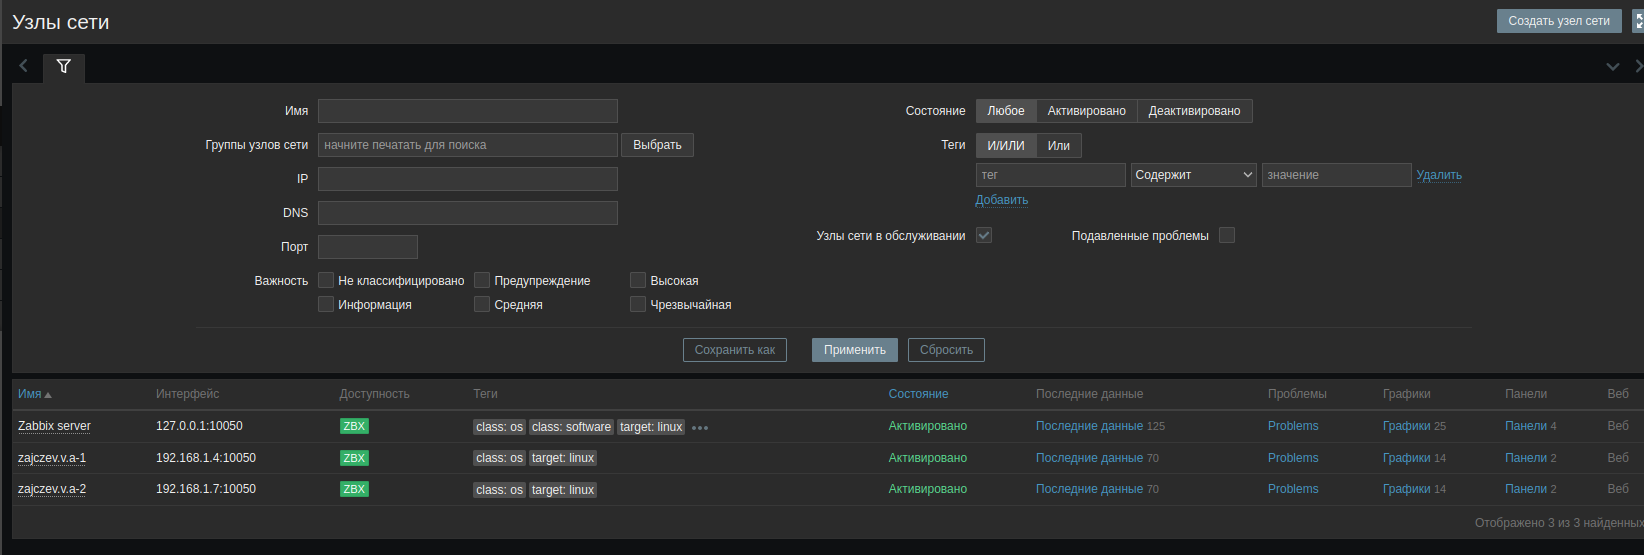 Узлы сети
Создать узел сети
Имя
Состояние Любое Активировано Деактивировано
Группы узлов сети начните печатать для поиска Выбрать
Теги И/ИЛИ Или
IP
тег Содержит значение Удалить
Добавить
DNS
Узлы сети в обслуживании Подавленные проблемы
Порт
Важность Не классифицировано Предупреждение Высокая
Информация Средняя Чрезвычайная
Сохранить как Применить Сбросить
Имя Интерфейс Доступность Теги Состояние Последние данные Проблемы Графики Панели Веб
Zabbix server 127.0.0.1:10050 ZBX class: os class: software target: linux Активировано Последние данные 125 Problems Графики 25 Панели 4 Веб
zajczev.v.a-1 192.168.1.4:10050 ZBX class: os target: linux Активировано Последние данные 70 Problems Графики 14 Панели 2 Веб
zajczev.v.a-2 192.168.1.7:10050 ZBX class: os target: linux Активировано Последние данные 70 Problems Графики 14 Панели 2 Веб
Отображено 3 из 3 найденных